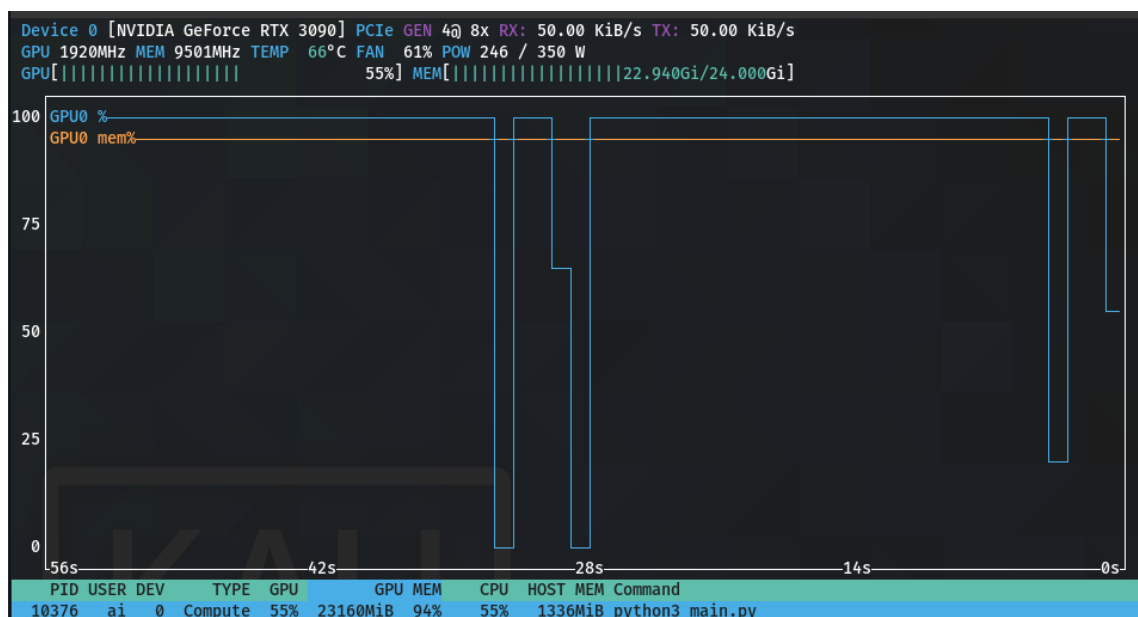 Device 0 [NVIDIA GeForce RTX 3090] PCIe GEN 4@ 8x RX: 50.00 KiB/s TX: 50.00 KiB/s
GPU 1920MHz MEM 9501MHz TEMP 66°C FAN 61% POW 246 / 350 W
GPU[||||||||||||||||||| 55%] MEM[||||||||||||||||||22.940Gi/24.000Gi]
100 GPU0 %
GPU0 mem%
75
50
25
0
56s 42s 28s 14s 0s
KALI
PID USER DEV TYPE GPU GPU MEM CPU HOST MEM Command
10376 ai 0 Compute 55% 23160MiB 94% 55% 1336MiB python3 main.py